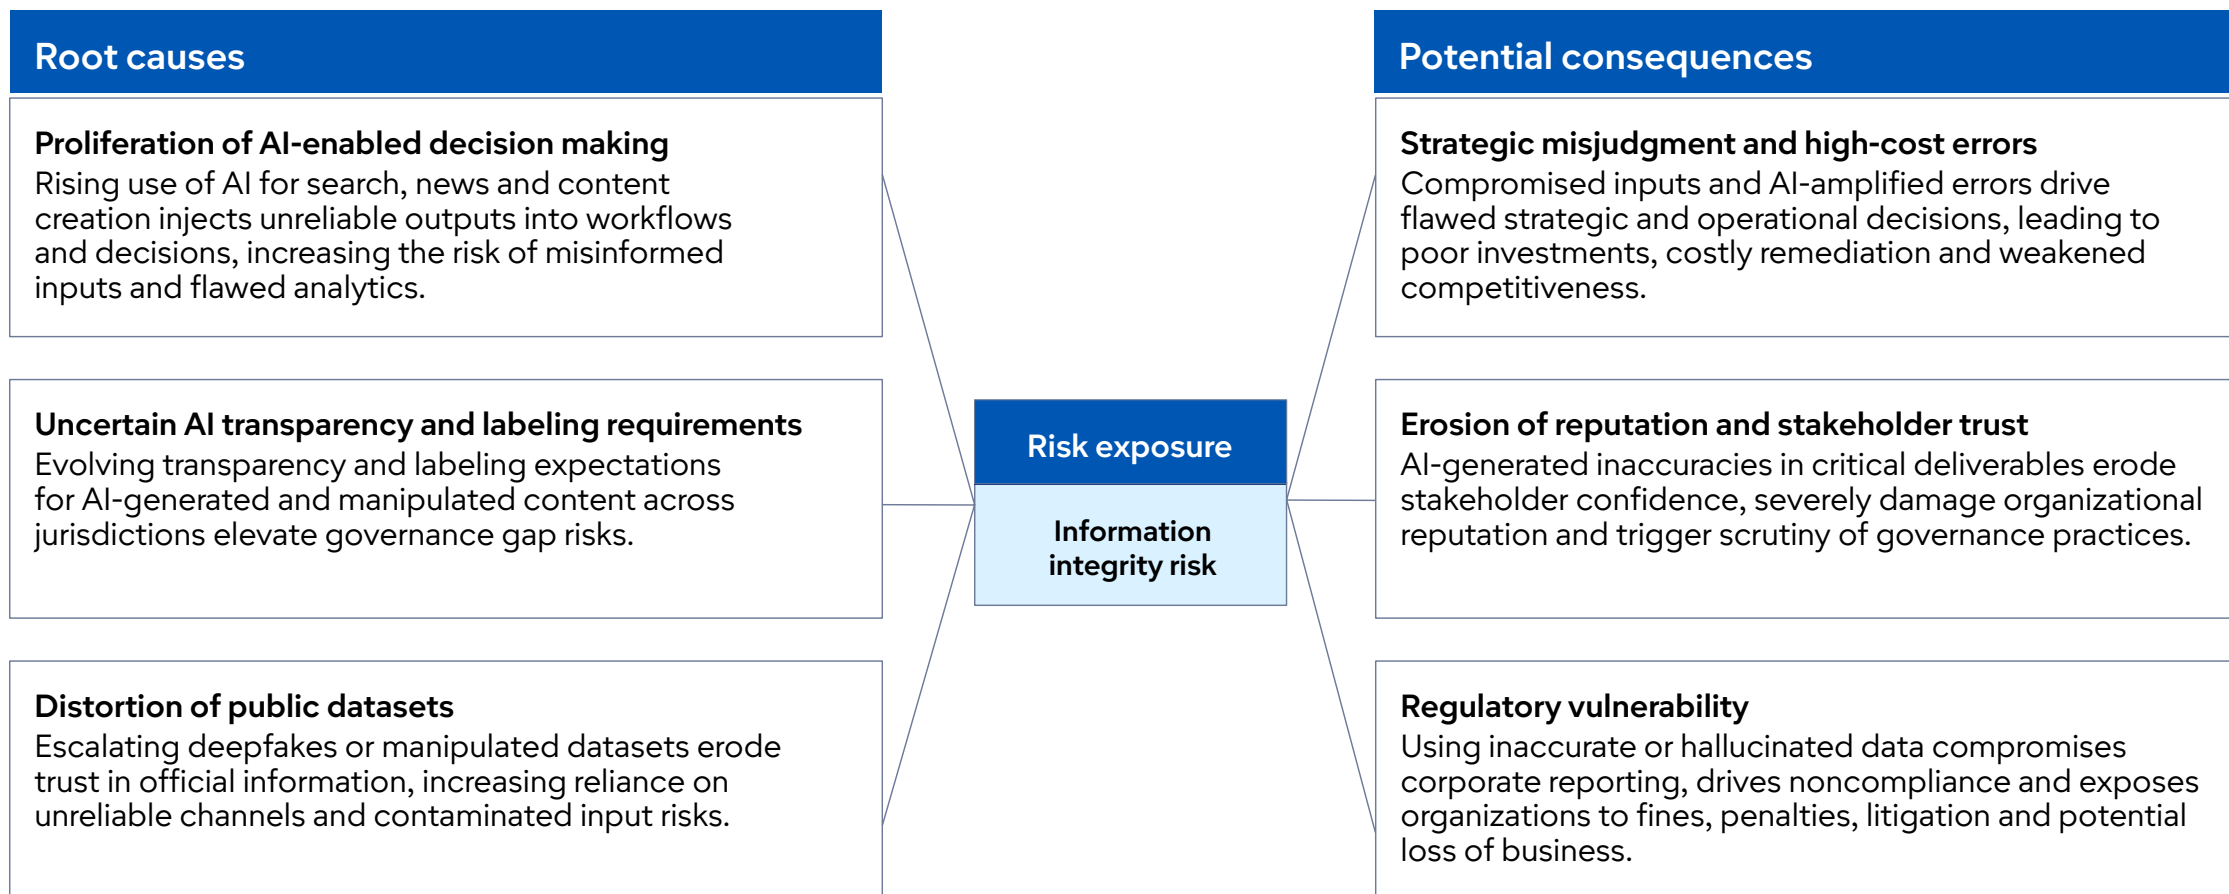 Root causes
Proliferation of AI-enabled decision making
Rising use of AI for search, news and content
creation injects unreliable outputs into workflows
and decisions, increasing the risk of misinformed
inputs and flawed analytics.
Uncertain AI transparency and labeling requirements
Evolving transparency and labeling expectations
for AI-generated and manipulated content across
jurisdictions elevate governance gap risks.
Distortion of public datasets
Escalating deepfakes or manipulated datasets erode
trust in official information, increasing reliance on
unreliable channels and contaminated input risks.
Risk exposure
Information
integrity risk
Potential consequences
Strategic misjudgment and high-cost errors
Compromised inputs and AI-amplified errors drive
flawed strategic and operational decisions, leading to
poor investments, costly remediation and weakened
competitiveness.
Erosion of reputation and stakeholder trust
AI-generated inaccuracies in critical deliverables erode
stakeholder confidence, severely damage organizational
reputation and trigger scrutiny of governance practices.
Regulatory vulnerability
Using inaccurate or hallucinated data compromises
corporate reporting, drives noncompliance and exposes
organizations to fines, penalties, litigation and potential
loss of business.